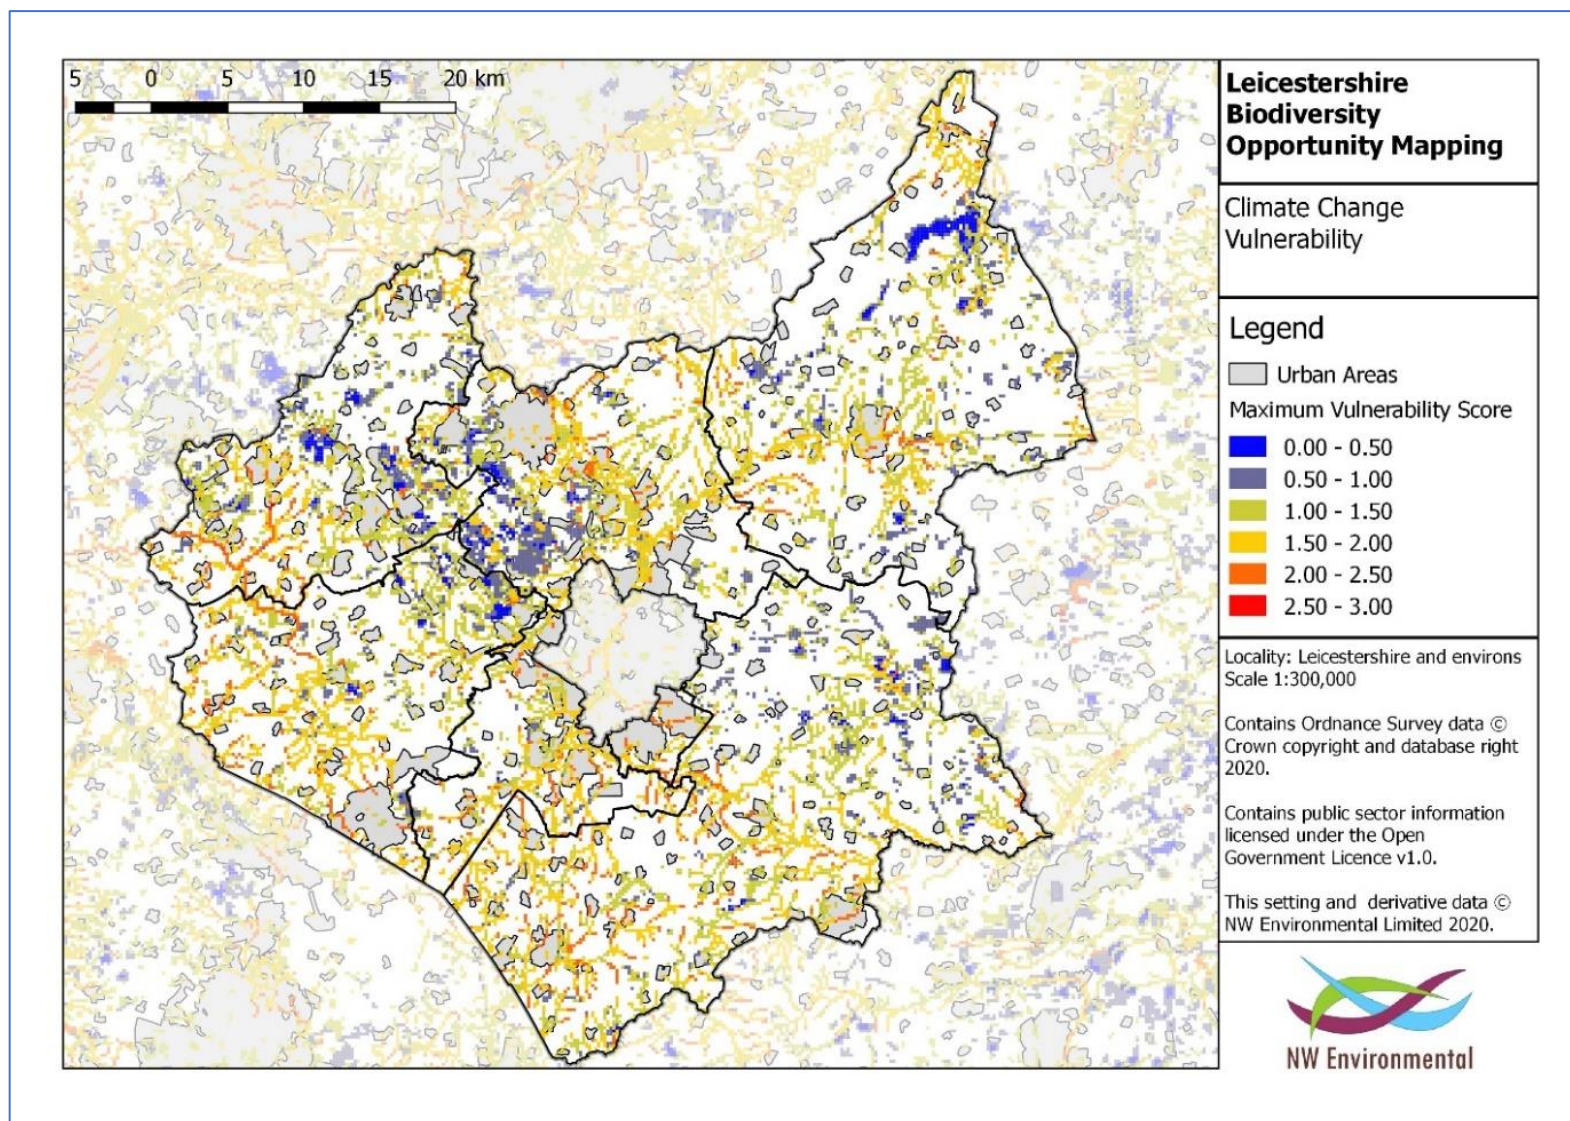 5 0 5 10 15 20 km
Leicestershire
Biodiversity
Opportunity Mapping
Climate Change
Vulnerability
Legend
Urban Areas
Maximum Vulnerability Score
0.00 - 0.50
0.50 - 1.00
1.00 - 1.50
1.50 - 2.00
2.00 - 2.50
2.50 - 3.00
Locality: Leicestershire and environs
Scale 1:300,000
Contains Ordnance Survey data ©
Crown copyright and database right
2020.
Contains public sector information
licensed under the Open
Government Licence v1.0.
This setting and derivative data ©
NW Environmental Limited 2020.
NW Environmental